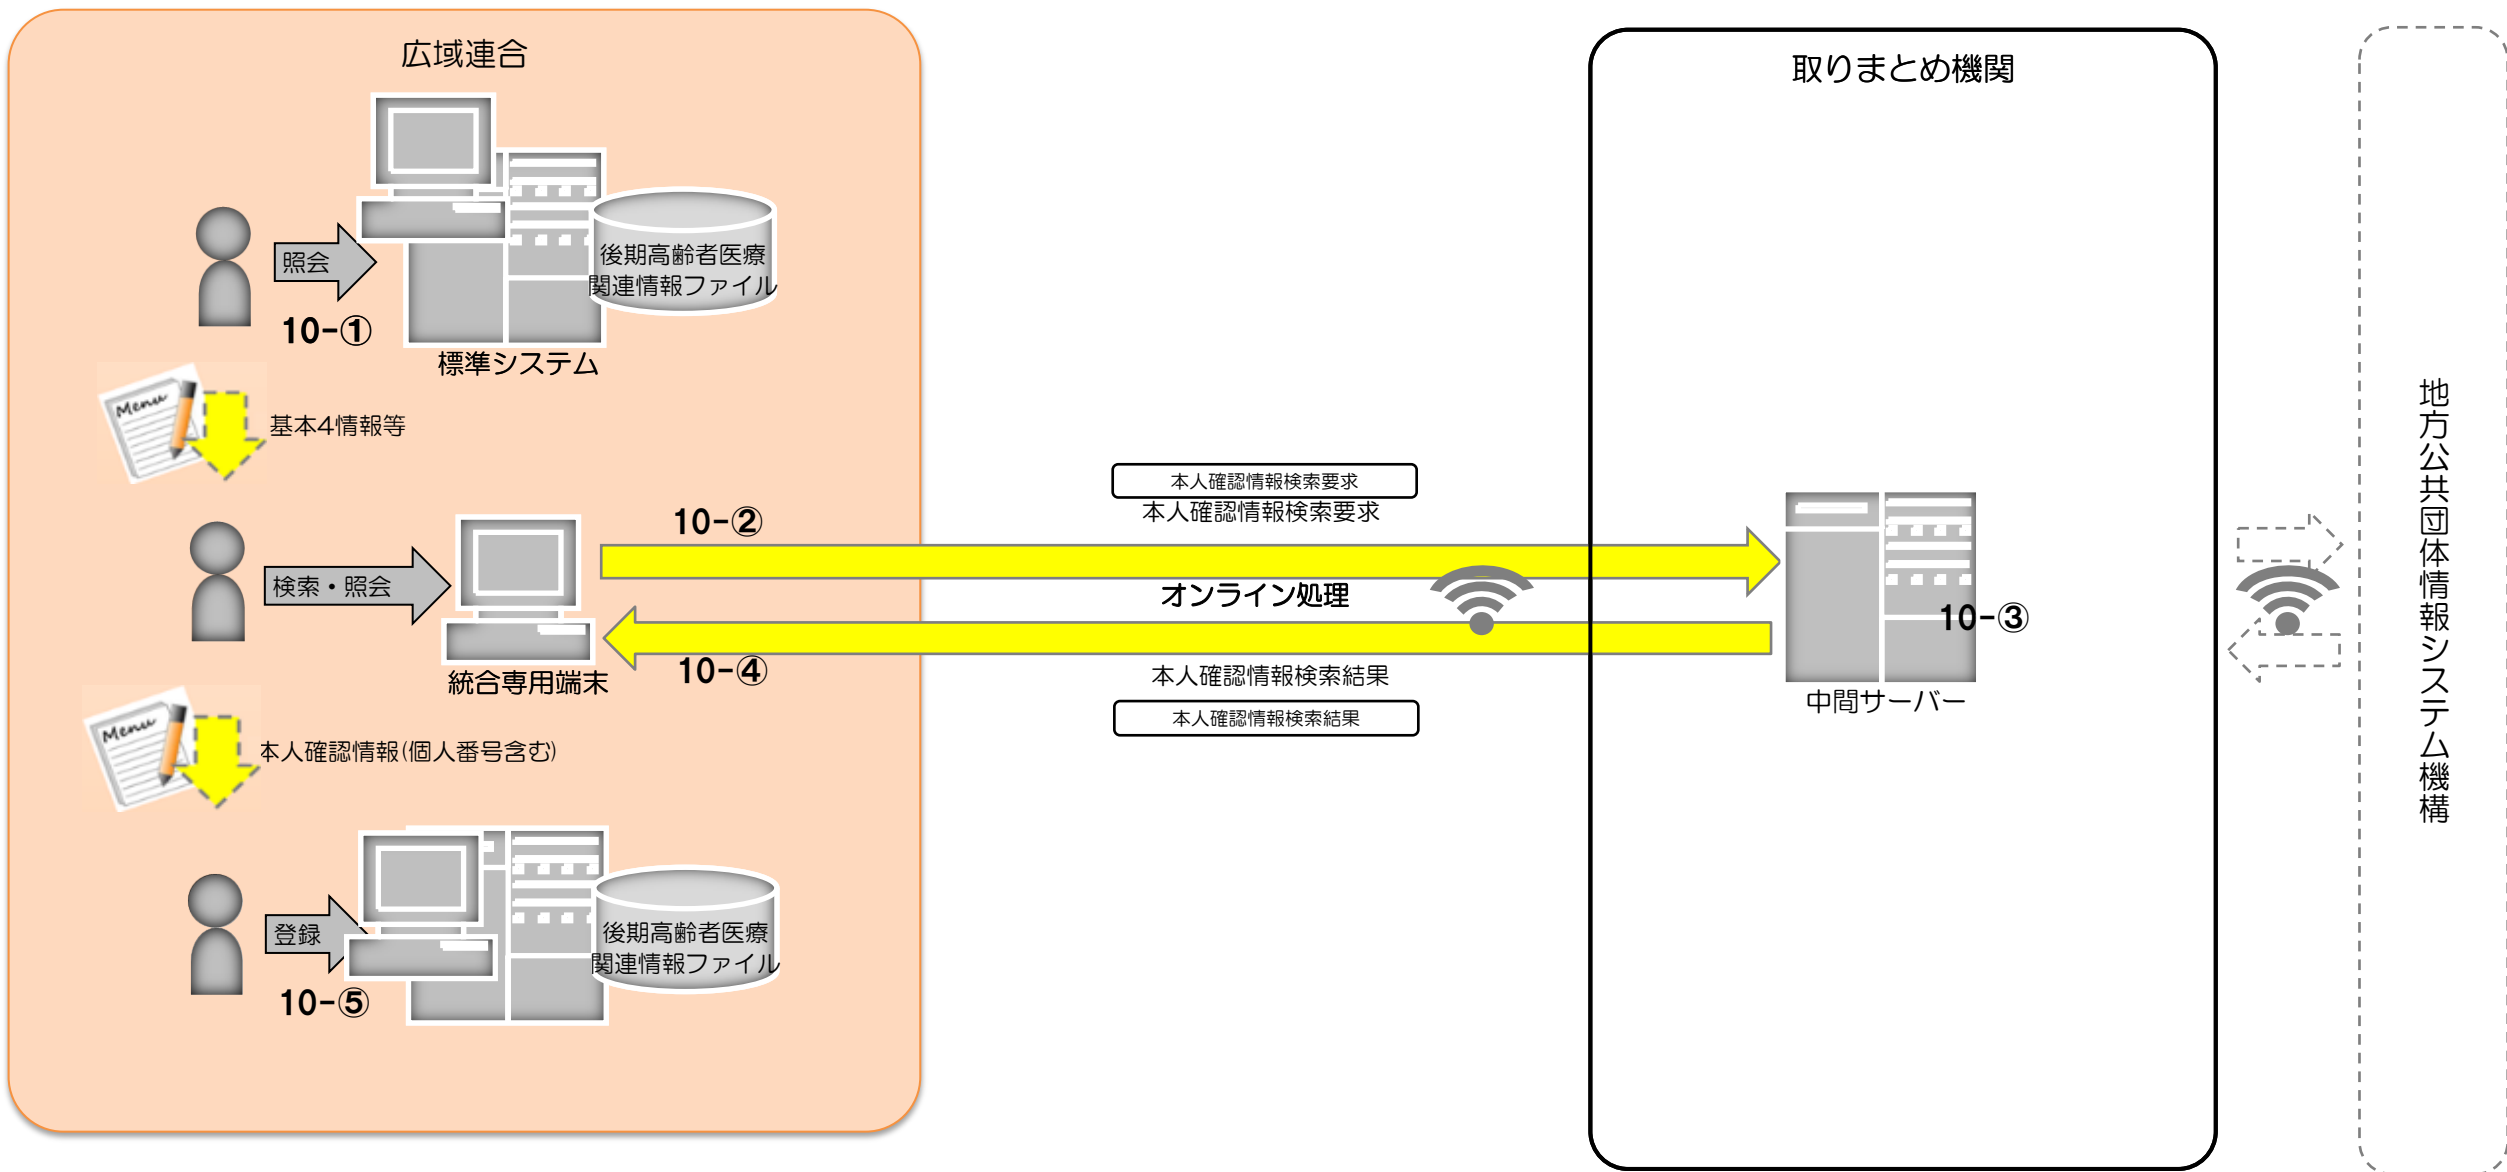 広域連合
取りまとめ機関
照会
後期高齢者医療
関連情報ファイル
10-①
標準システム
Menu
基本4情報等
本人確認情報検索要求
本人確認情報検索要求
10-②
検索・照会
オンライン処理
10-③
10-④
統合専用端末
本人確認情報検索結果
中間サーバー
本人確認情報検索結果
Menu
本人確認情報(個人番号含む)
登録
後期高齢者医療
関連情報ファイル
10-⑤
地方公共団体情報システム機構